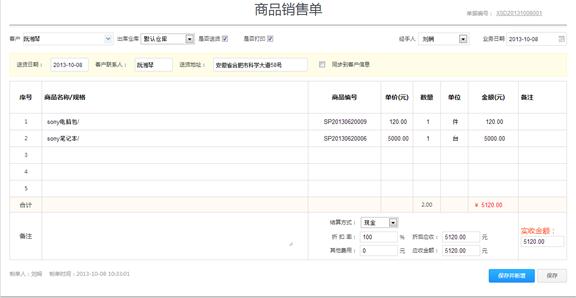 商品销售单
单据编号： XSD20131008001
客户 阮湘琴 出库仓库 默认仓库 是否送货 是否打印 经手人 刘娴 业务日期 2013-10-08
送货日期： 2013-10-08 客户联系人： 阮湘琴 送货地址： 安徽省合肥市科学大道58号 同步到客户信息
序号 商品名称/规格 商品编号 单价(元) 数量 单位 金额(元) 备注
1 sony电脑包/ SP20130620009 120.00 1 件 120.00
2 sony笔记本/ SP20130620006 5000.00 1 台 5000.00
3
4
5
合计 2.00 ￥ 5120.00
备注
结算方式： 现金
折 扣 率： 100 % 折后应收： 5120.00 元
其他费用： 0 元 应收金额： 5120.00 元
实收金额：
5120.00
制单人：刘娴 制单时间：2013-10-08 10:33:01
保存并新增 保存